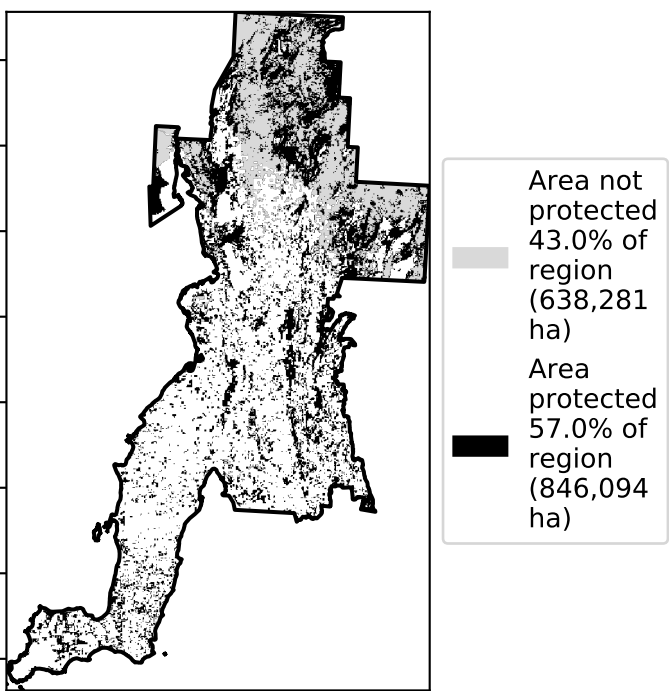 Area not
protected
43.0% of
region
(638,281
ha)
Area
protected
57.0% of
region
(846,094
ha)